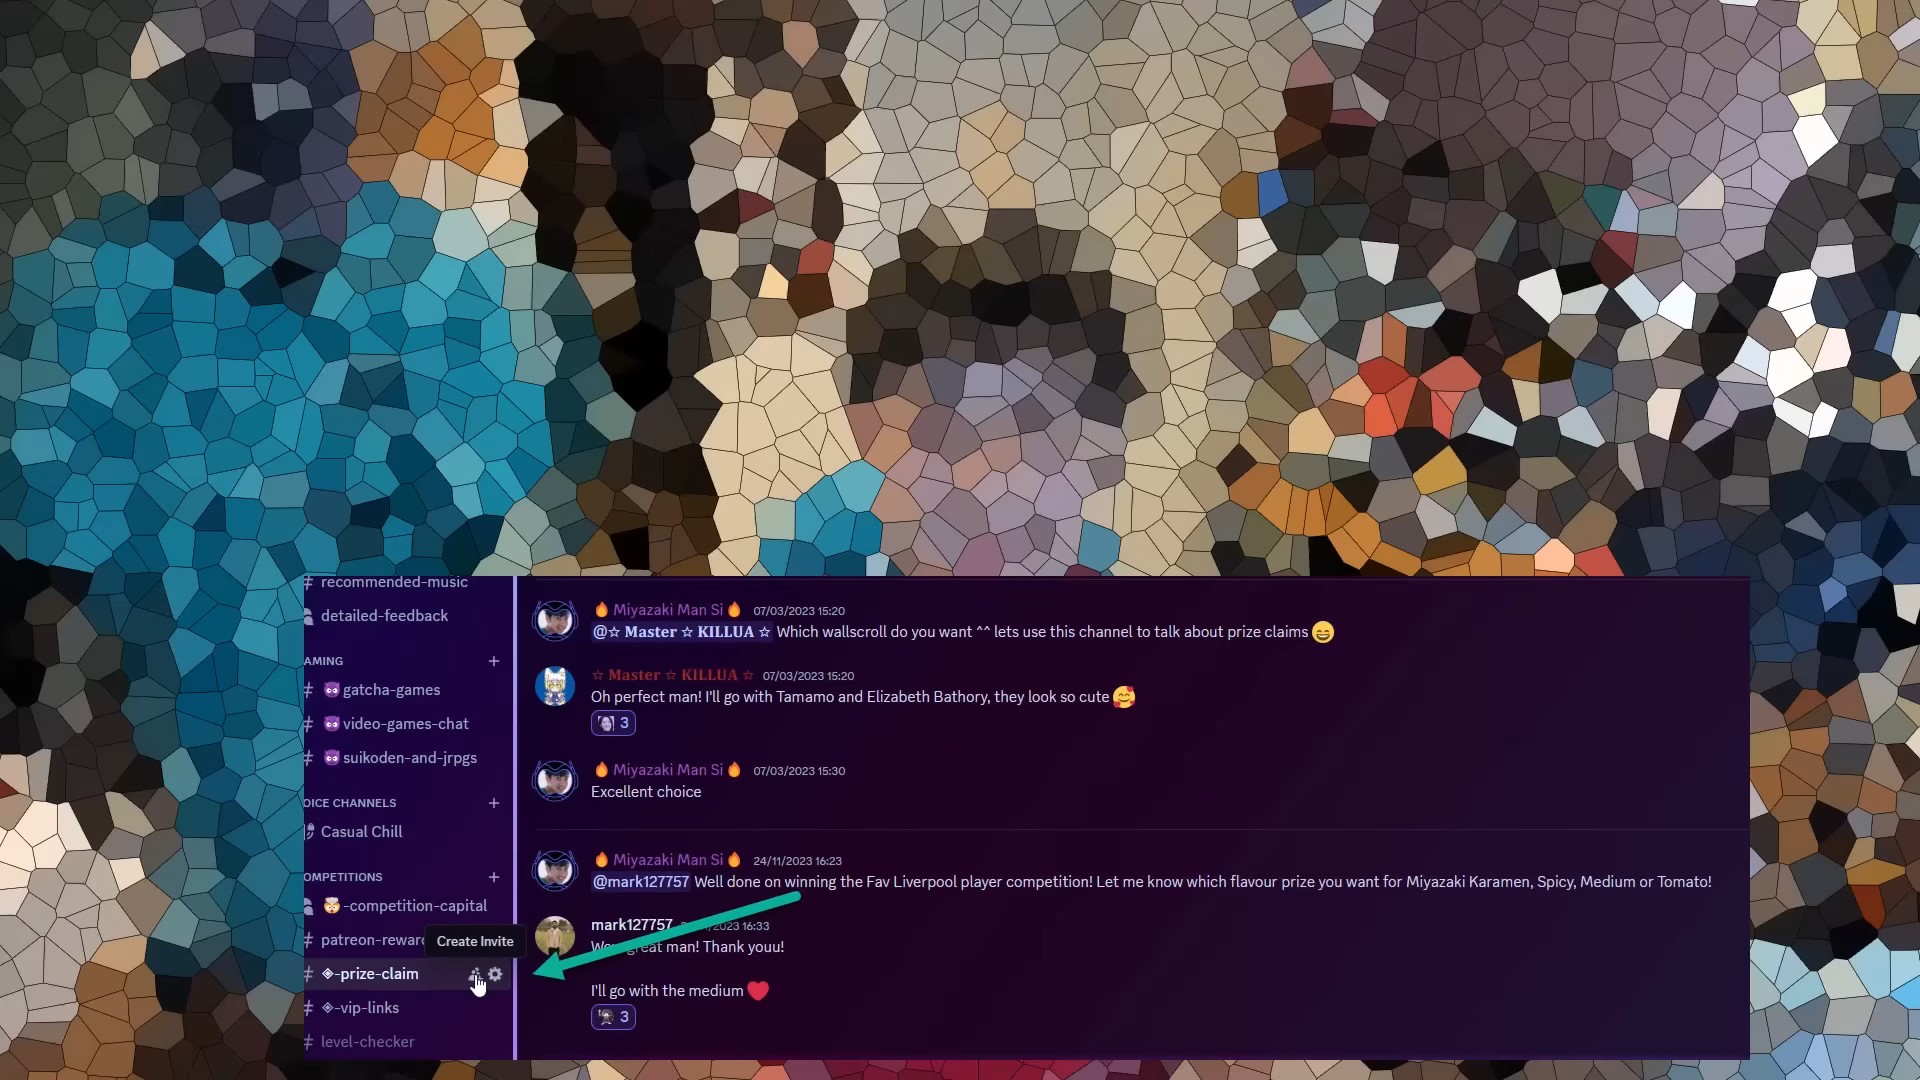 recommended-music
detailed-feedback
AMING
gatcha-games
video-games-chat
suikoden-and-jrpgs
OICE CHANNELS
Casual Chill
OMPETITIONS
-competition-capital
patreon-rewar
Create Invite
-prize-claim
-vip-links
level-checker
Miyazaki Man Si 07/03/2023 15:20
@☆ Master ☆ KILLUA ☆ Which wallscroll do you want ^^ lets use this channel to talk about prize claims
☆ Master ☆ KILLUA ☆ 07/03/2023 15:20
Oh perfect man! I'll go with Tamamo and Elizabeth Bathory, they look so cute
3
Miyazaki Man Si 07/03/2023 15:30
Excellent choice
Miyazaki Man Si 24/11/2023 16:23
@mark127757 Well done on winning the Fav Liverpool player competition! Let me know which flavour prize you want for Miyazaki Karamen, Spicy, Medium or Tomato!
mark127757 2023 16:33
great man! Thank youu!
I'll go with the medium
3